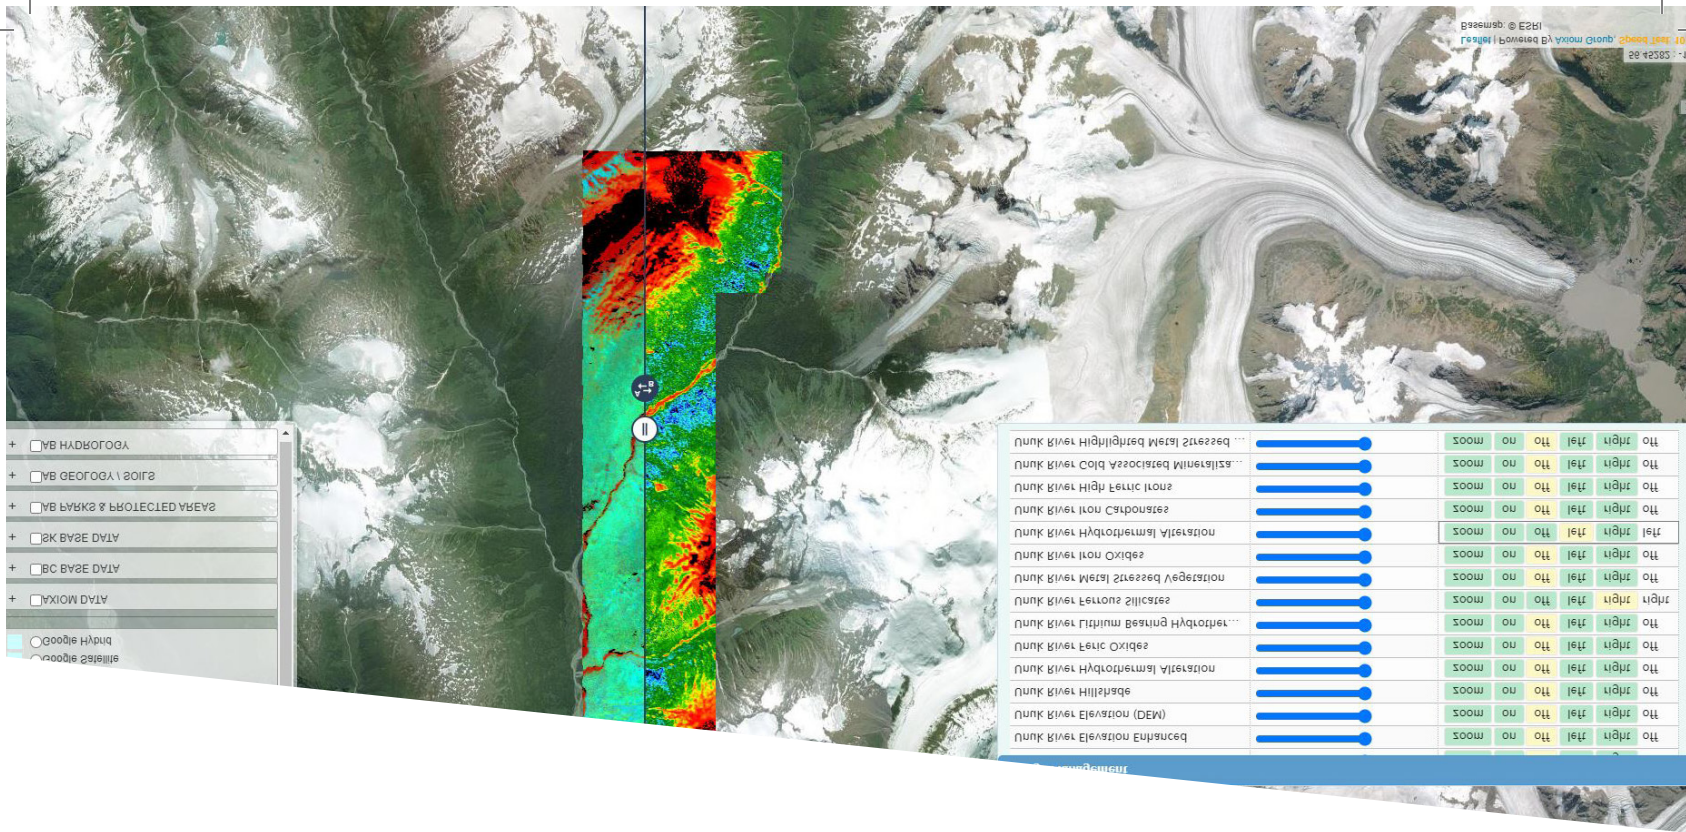 Management
Unuk River Elevation Enhanced zoom on off left right off
Unuk River Elevation (DEM) zoom on off left right off
Unuk River Hillshade zoom on off left right off
Unuk River Hydrothermal Alteration zoom on off left right off
Unuk River Feric Oxides zoom on off left right off
Unuk River Lithium Bearing Hydrother... zoom on off left right off
Unuk River Ferrous Silicates zoom on off left right right
Unuk River Metal Stressed Vegetation zoom on off left right off
Unuk River Iron Oxides zoom on off left right off
Unuk River Hydrothermal Alteration zoom on off left right left
Unuk River Iron Carbonates zoom on off left right off
Unuk River High Ferric Irons zoom on off left right off
Unuk River Gold Associated Mineraliza... zoom on off left right off
Unuk River Highlighted Metal Stressed ... zoom on off left right off
Google Satellite
Google Hybrid
+ AXIOM DATA
+ BC BASE DATA
+ SK BASE DATA
+ AB PARKS & PROTECTED AREAS
+ AB GEOLOGY / SOILS
+ AB HYDROLOGY
A B
56.45282 : -1
Leaflet | Powered By Axiom Group, Speed Test: 10
Basemap: © ESRI